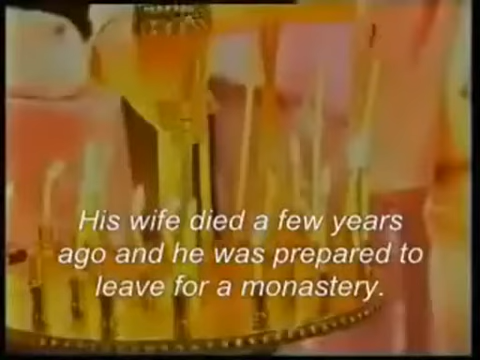 His wife died a few years
ago and he was prepared to
leave for a monastery.